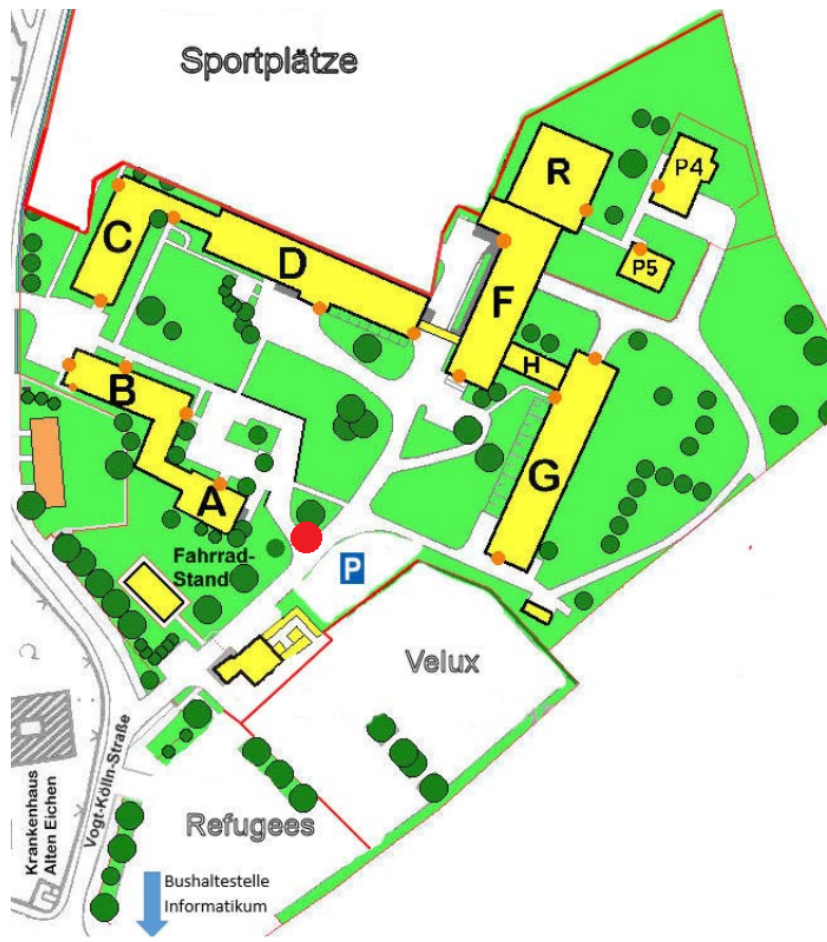 Sportplätze
R
P4
C
D
P5
F
B
H
G
A
Fahrrad-
Stand
P
Velux
Vogt-Kölln-Straße
Krankenhaus
Alten Eichen
Refugees
Bushaltestelle
Informatikum